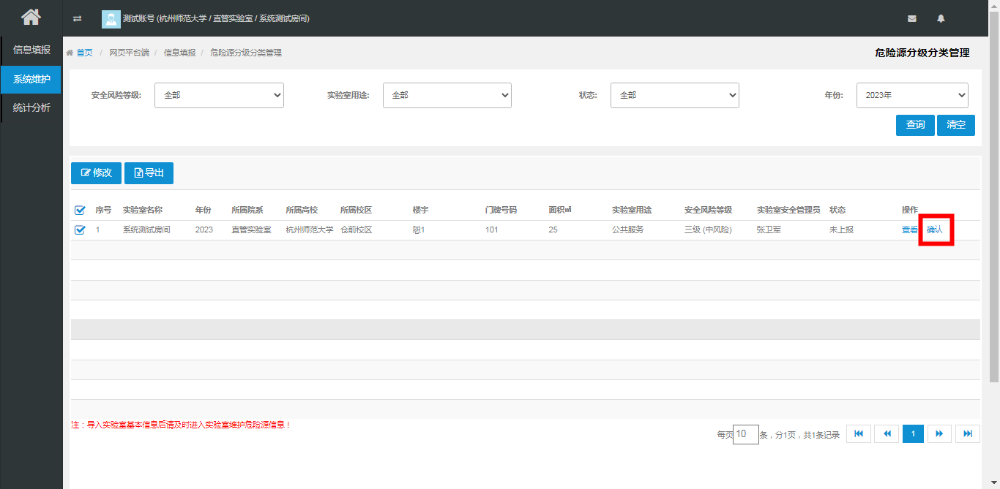 测试账号 (杭州师范大学 / 直管实验室 / 系统测试房间)
信息填报
系统维护
统计分析
首页 / 网页平台端 / 信息填报 / 危险源分级分类管理
危险源分级分类管理
安全风险等级: 全部 实验室用途: 全部 状态: 全部 年份: 2023年
查询 清空
修改 导出
序号 实验室名称 年份 所属院系 所属高校 所属校区 楼宇 门牌号码 面积㎡ 实验室用途 安全风险等级 实验室安全管理员 状态 操作
1 系统测试房间 2023 直管实验室 杭州师范大学 仓前校区 恕1 101 25 公共服务 三级 (中风险) 张卫军 未上报 查看 确认
注：导入实验室基本信息后请及时进入实验室维护危险源信息！
每页 10 条，分1页，共1条记录 1